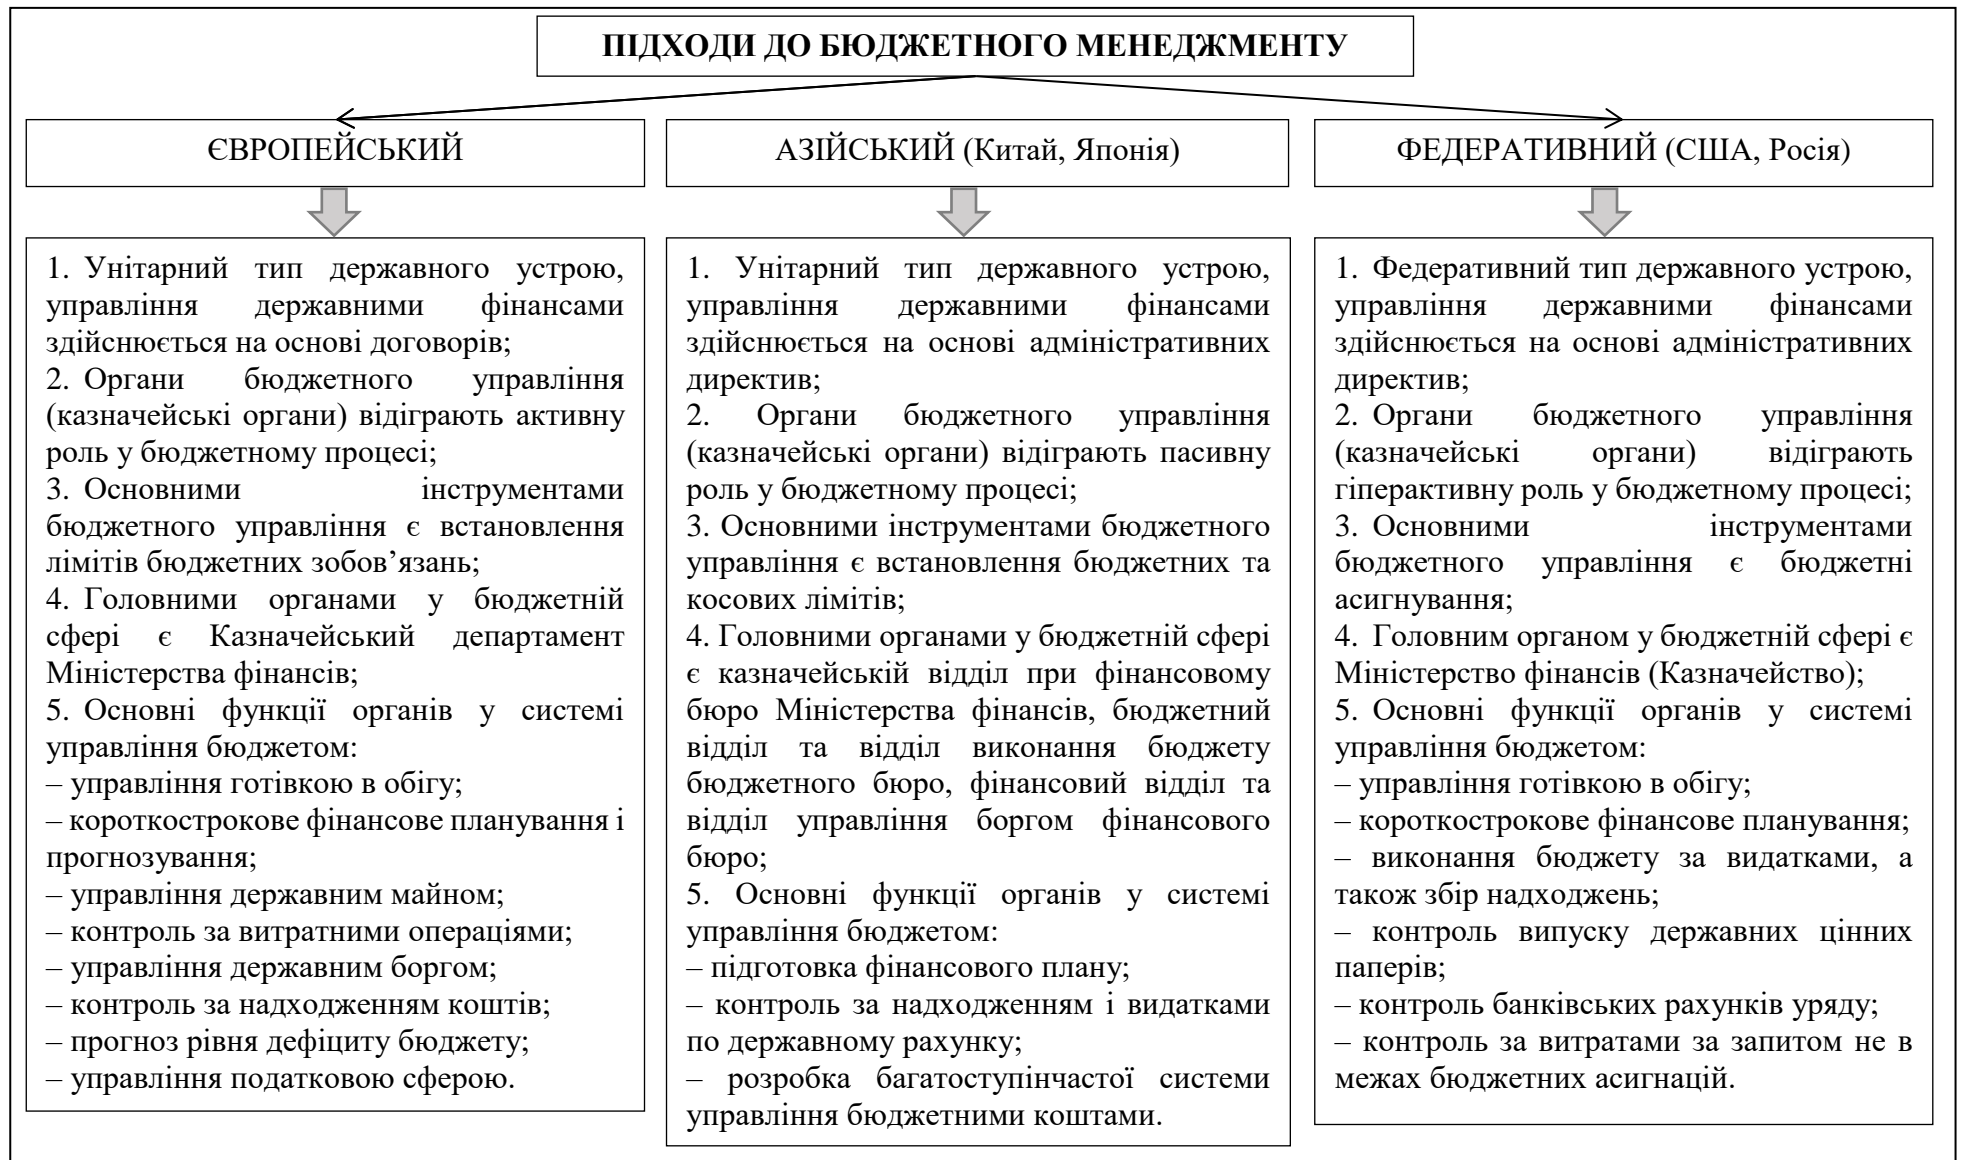 ПІДХОДИ ДО БЮДЖЕТНОГО МЕНЕДЖМЕНТУ
ЄВРОПЕЙСЬКИЙ
АЗІЙСЬКИЙ (Китай, Японія)
ФЕДЕРАТИВНИЙ (США, Росія)
1. Унітарний тип державного устрою,
управління державними фінансами
здійснюється на основі договорів;
2. Органи бюджетного управління
(казначейські органи) відіграють активну
роль у бюджетному процесі;
3. Основними інструментами
бюджетного управління є встановлення
лімітів бюджетних зобов’язань;
4. Головними органами у бюджетній
сфері є Казначейський департамент
Міністерства фінансів;
5. Основні функції органів у системі
управління бюджетом:
– управління готівкою в обігу;
– короткострокове фінансове планування і
прогнозування;
– управління державним майном;
– контроль за витратними операціями;
– управління державним боргом;
– контроль за надходженням коштів;
– прогноз рівня дефіциту бюджету;
– управління податковою сферою.
1. Унітарний тип державного устрою,
управління державними фінансами
здійснюється на основі адміністративних
директив;
2. Органи бюджетного управління
(казначейські органи) відіграють пасивну
роль у бюджетному процесі;
3. Основними інструментами бюджетного
управління є встановлення бюджетних та
косових лімітів;
4. Головними органами у бюджетній сфері
є казначейській відділ при фінансовому
бюро Міністерства фінансів, бюджетний
відділ та відділ виконання бюджету
бюджетного бюро, фінансовий відділ та
відділ управління боргом фінансового
бюро;
5. Основні функції органів у системі
управління бюджетом:
– підготовка фінансового плану;
– контроль за надходженням і видатками
по державному рахунку;
– розробка багатоступінчастої системи
управління бюджетними коштами.
1. Федеративний тип державного устрою,
управління державними фінансами
здійснюється на основі адміністративних
директив;
2. Органи бюджетного управління
(казначейські органи) відіграють
гіперактивну роль у бюджетному процесі;
3. Основними інструментами
бюджетного управління є бюджетні
асигнування;
4. Головним органом у бюджетній сфері є
Міністерство фінансів (Казначейство);
5. Основні функції органів у системі
управління бюджетом:
– управління готівкою в обігу;
– короткострокове фінансове планування;
– виконання бюджету за видатками, а
також збір надходжень;
– контроль випуску державних цінних
паперів;
– контроль банківських рахунків уряду;
– контроль за витратами за запитом не в
межах бюджетних асигнацій.